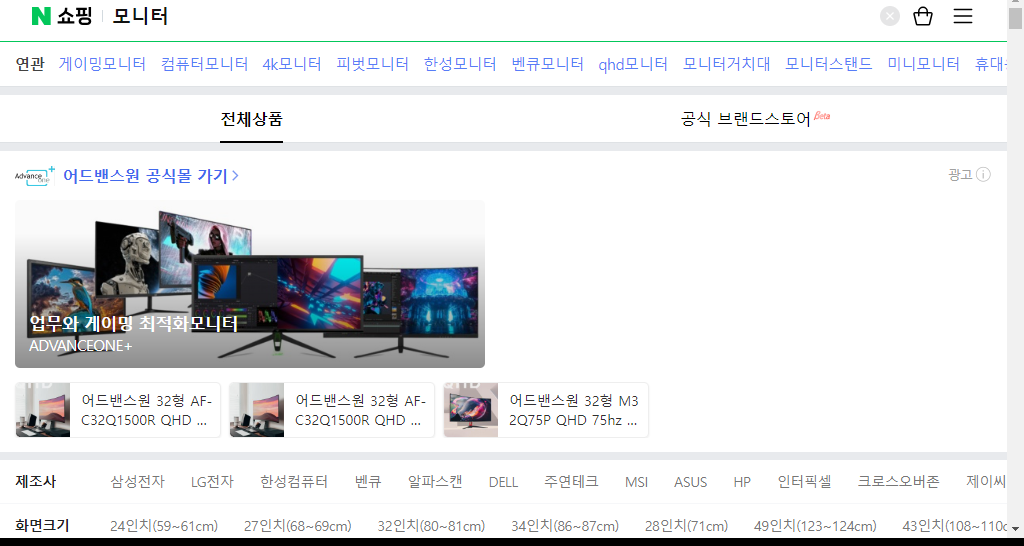 N 쇼핑 모니터
연관 게이밍모니터 컴퓨터모니터 4k모니터 피벗모니터 한성모니터 벤큐모니터 qhd모니터 모니터거치대 모니터스탠드 미니모니터 휴대
전체상품 공식 브랜드스토어 Beta
Advance One 어드밴스원 공식몰 가기 >
광고
업무와 게이밍 최적화모니터
ADVANCEONE+
어드밴스원 32형 AF-
C32Q1500R QHD ...
어드밴스원 32형 AF-
C32Q1500R QHD ...
QHD
어드밴스원 32형 M3
2Q75P QHD 75hz ...
제조사 삼성전자 LG전자 한성컴퓨터 벤큐 알파스캔 DELL 주연테크 MSI ASUS HP 인터픽셀 크로스오버존 제이씨
화면크기 24인치(59~61cm) 27인치(68~69cm) 32인치(80~81cm) 34인치(86~87cm) 28인치(71cm) 49인치(123~124cm) 43인치(108~110c